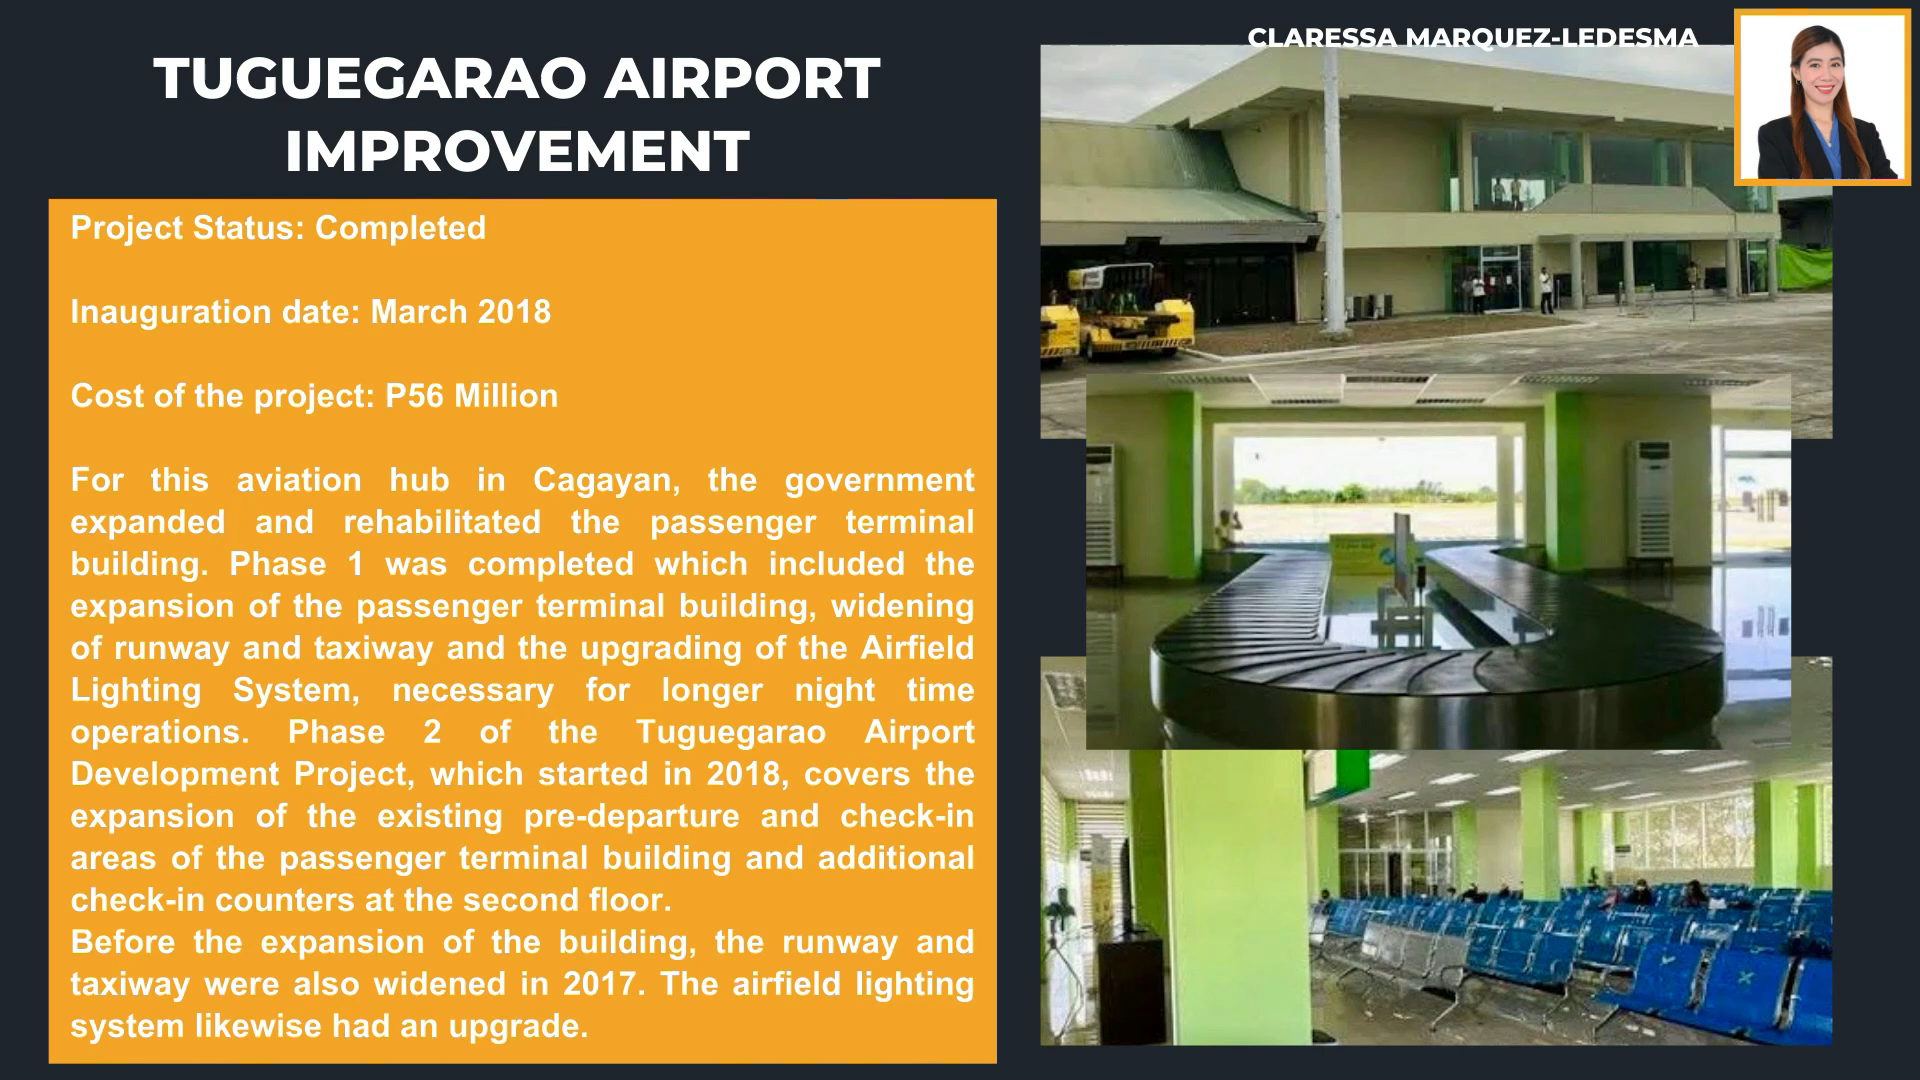 CLARESSA MARQUEZ-LEDESMA
TUGUEGARAO AIRPORT
IMPROVEMENT
Project Status: Completed
Inauguration date: March 2018
Cost of the project: P56 Million
For this aviation hub in Cagayan, the government
expanded and rehabilitated the passenger terminal
building. Phase 1 was completed which included the
expansion of the passenger terminal building, widening
of runway and taxiway and the upgrading of the Airfield
Lighting System, necessary for longer night time
operations. Phase 2 of the Tuguegarao Airport
Development Project, which started in 2018, covers the
expansion of the existing pre-departure and check-in
areas of the passenger terminal building and additional
check-in counters at the second floor.
Before the expansion of the building, the runway and
taxiway were also widened in 2017. The airfield lighting
system likewise had an upgrade.